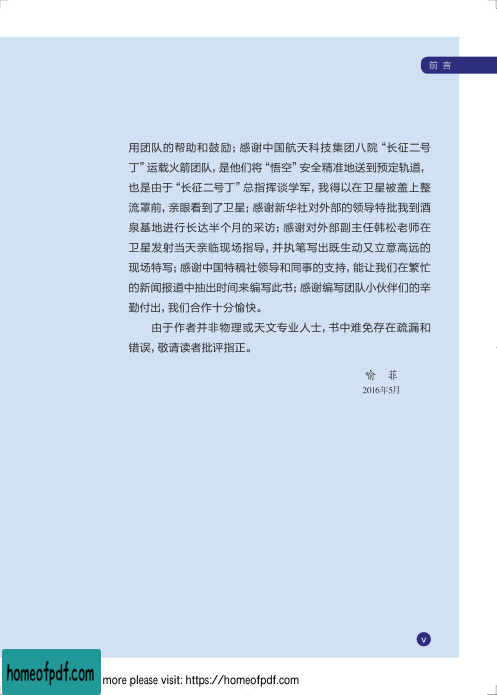 前言
用团队的帮助和鼓励；感谢中国航天科技集团八院“长征二号
丁”运载火箭团队，是他们将“悟空”安全精准地送到预定轨道，
也是由于“长征二号丁”总指挥谈学军，我得以在卫星被盖上整
流罩前，亲眼看到了卫星；感谢新华社对外部的领导特批我到酒
泉基地进行长达半个月的采访；感谢对外部副主任韩松老师在
卫星发射当天亲临现场指导，并执笔写出既生动又立意高远的
现场特写；感谢中国特稿社领导和同事的支持，能让我们在繁忙
的新闻报道中抽出时间来编写此书；感谢编写团队小伙伴们的辛
勤付出，我们合作十分愉快。
由于作者并非物理或天文专业人士，书中难免存在疏漏和
错误，敬请读者批评指正。
喻 菲
2016年5月
v
homeofpdf.com
more please visit: https://homeofpdf.com